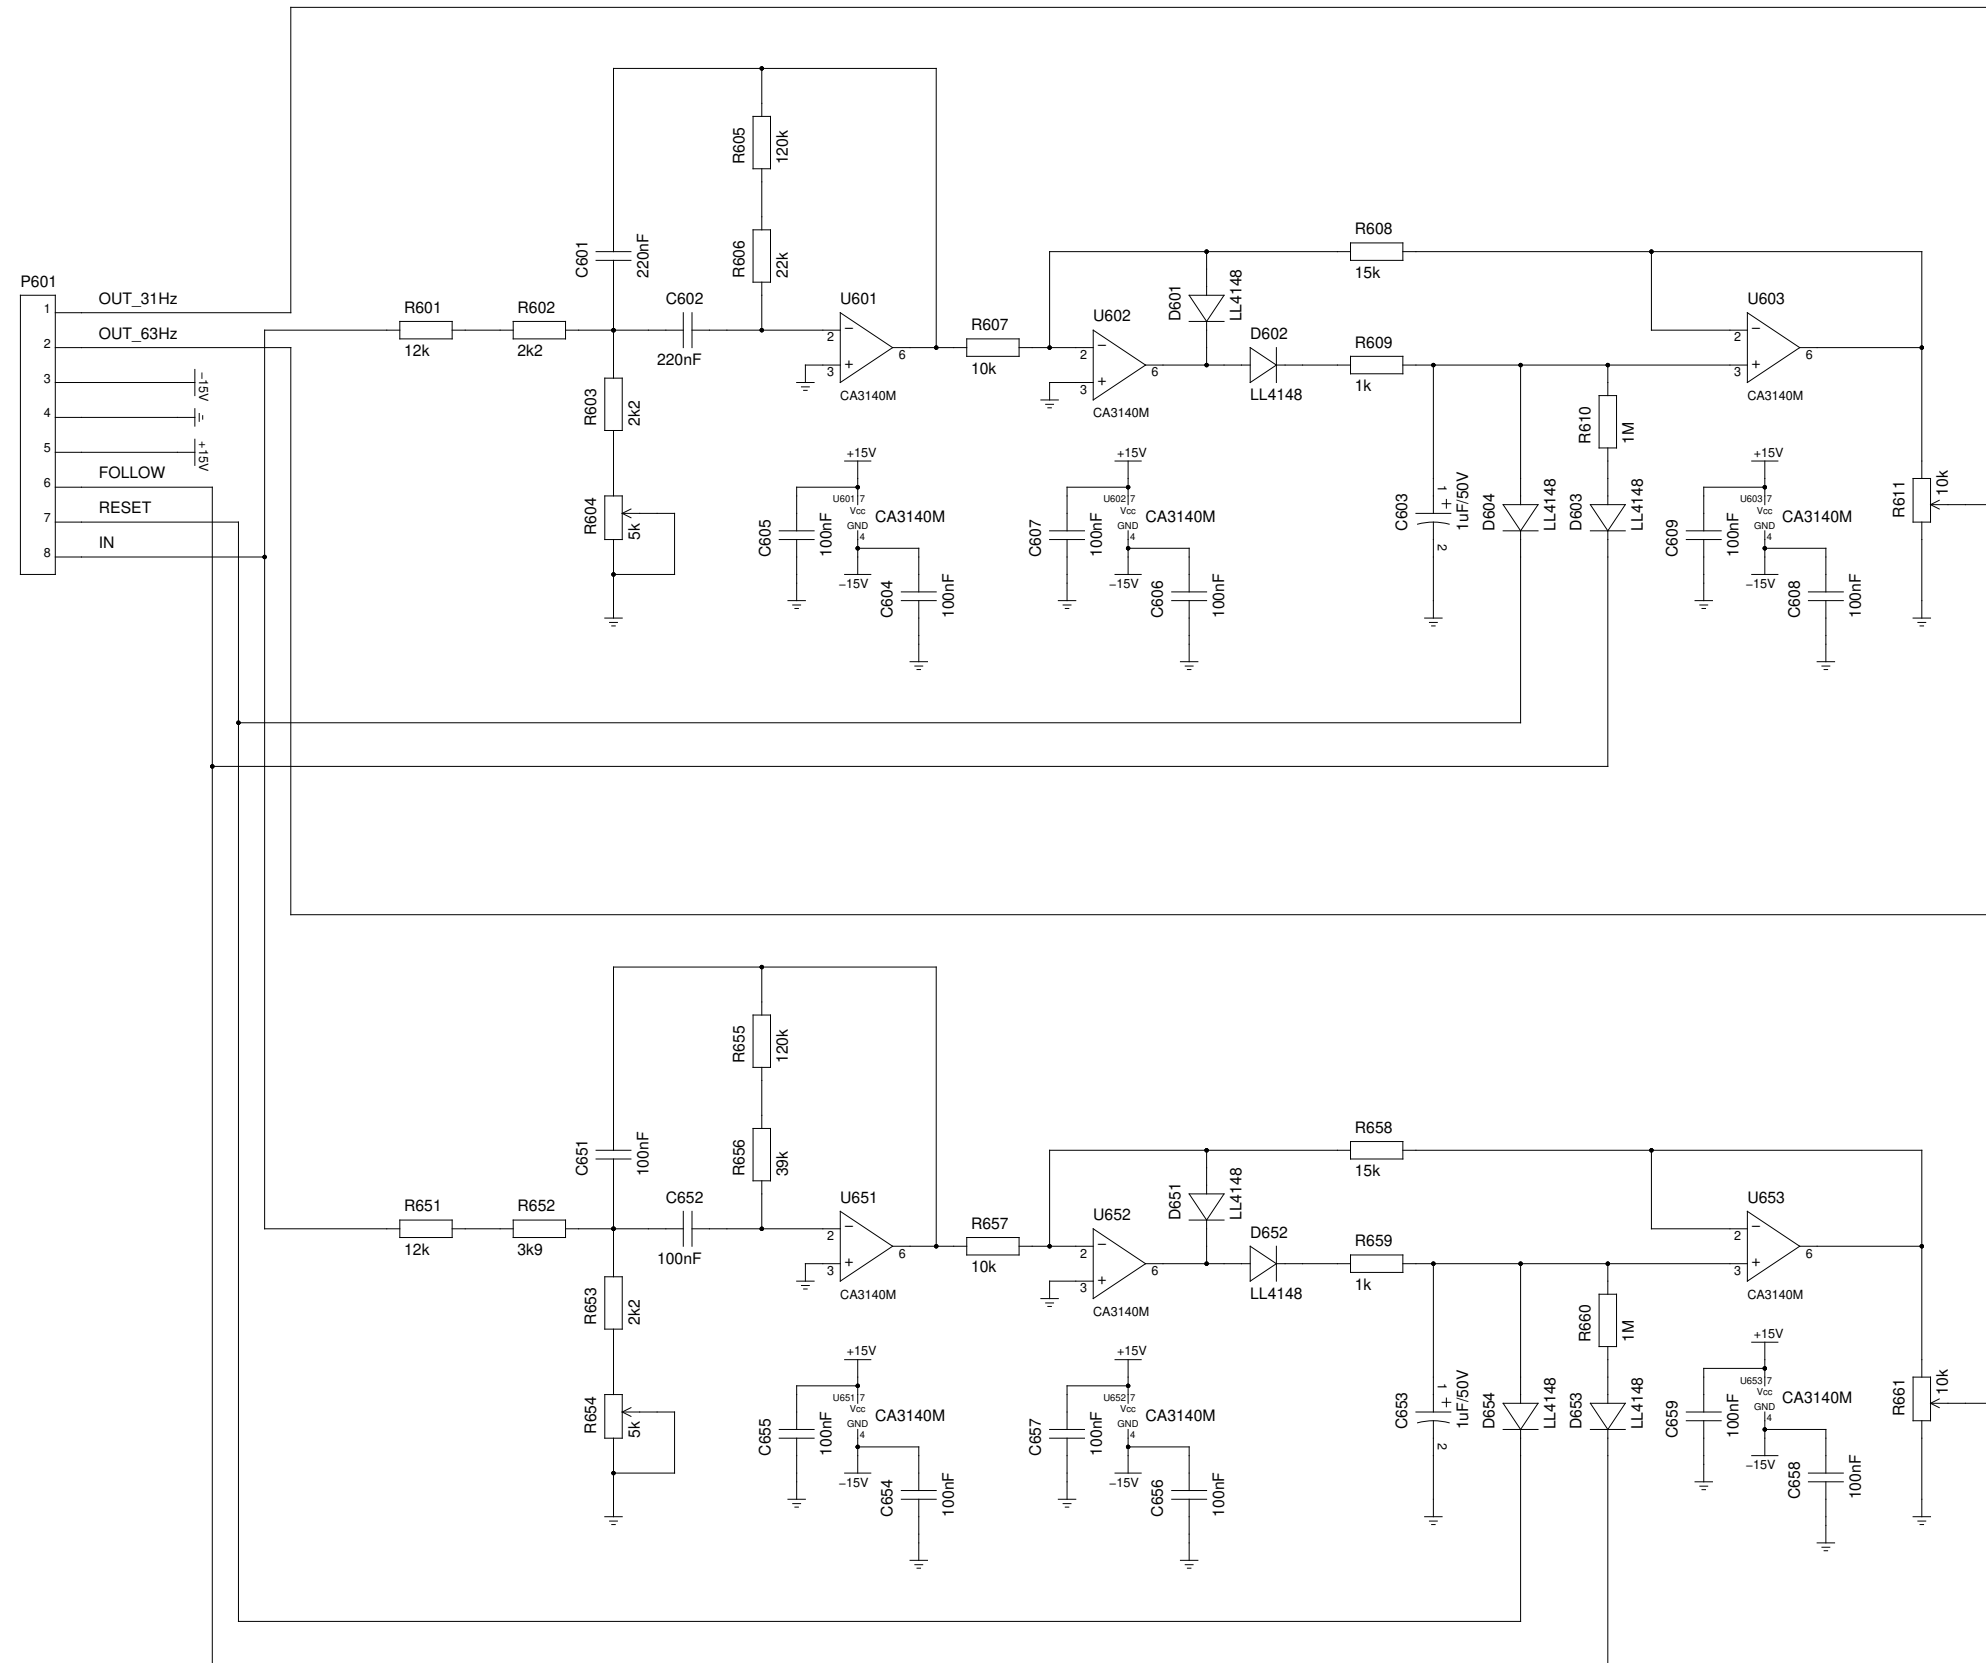 P601
1 OUT_31Hz
2 OUT_63Hz
3 -15V
4
5 +15V
6 FOLLOW
7 RESET
8 IN
R601 12k
R602 2k2
C601 220nF
R605 120k
R606 22k
C602 220nF
R603 2k2
R604 5k
U601 2 3 6 - + CA3140M
R607 10k
U602 2 3 6 - + CA3140M
D601 LL4148
D602 LL4148
R608 15k
R609 1k
C603 1 + 1uF/50V 2
D604 LL4148
R610 1M
D603 LL4148
U603 2 3 6 - + CA3140M
R611 10k
+15V U601 7 Vcc GND 4 -15V CA3140M
C605 100nF
C604 100nF
+15V U602 7 Vcc GND 4 -15V CA3140M
C607 100nF
C606 100nF
+15V U603 7 Vcc GND 4 -15V CA3140M
C609 100nF
C608 100nF
R651 12k
R652 3k9
C651 100nF
R655 120k
R656 39k
C652 100nF
R653 2k2
R654 5k
U651 2 3 6 - + CA3140M
R657 10k
U652 2 3 6 - + CA3140M
D651 LL4148
D652 LL4148
R658 15k
R659 1k
C653 1 + 1uF/50V 2
D654 LL4148
R660 1M
D653 LL4148
U653 2 3 6 - + CA3140M
R661 10k
+15V U651 7 Vcc GND 4 -15V CA3140M
C655 100nF
C654 100nF
+15V U652 7 Vcc GND 4 -15V CA3140M
C657 100nF
C656 100nF
+15V U653 7 Vcc GND 4 -15V CA3140M
C659 100nF
C658 100nF